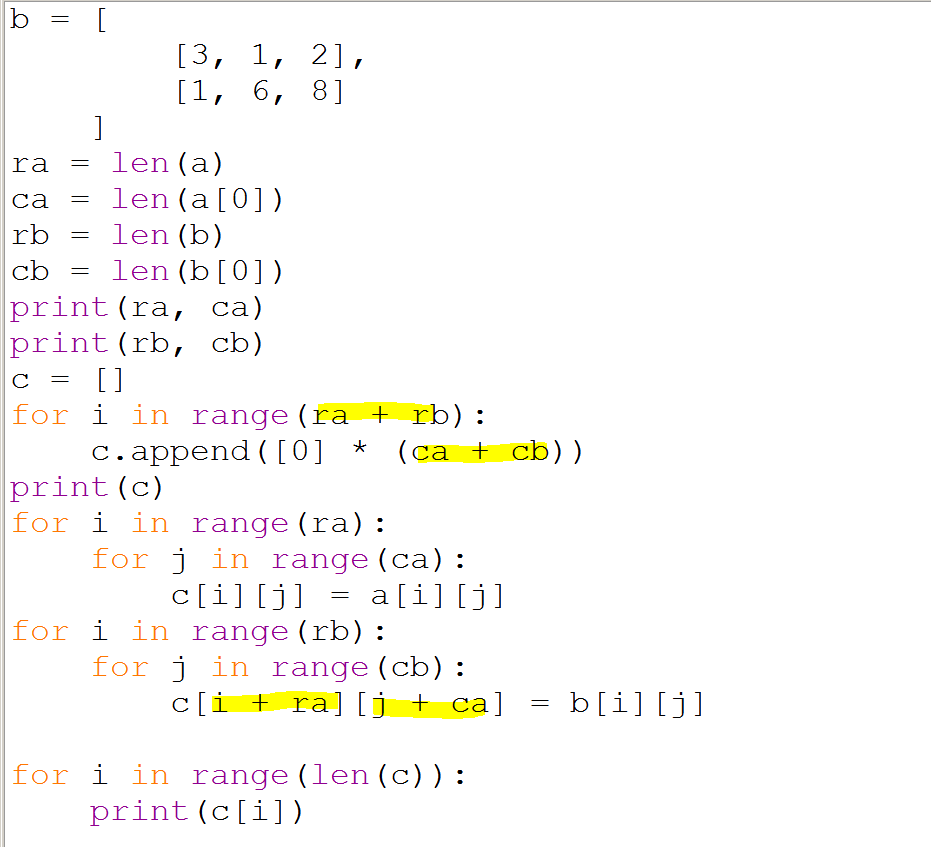 b = [
        [3, 1, 2],
        [1, 6, 8]
    ]
ra = len(a)
ca = len(a[0])
rb = len(b)
cb = len(b[0])
print(ra, ca)
print(rb, cb)
c = []
for i in range(ra + rb):
    c.append([0] * (ca + cb))
print(c)
for i in range(ra):
    for j in range(ca):
        c[i][j] = a[i][j]
for i in range(rb):
    for j in range(cb):
        c[i + ra][j + ca] = b[i][j]

for i in range(len(c)):
    print(c[i])